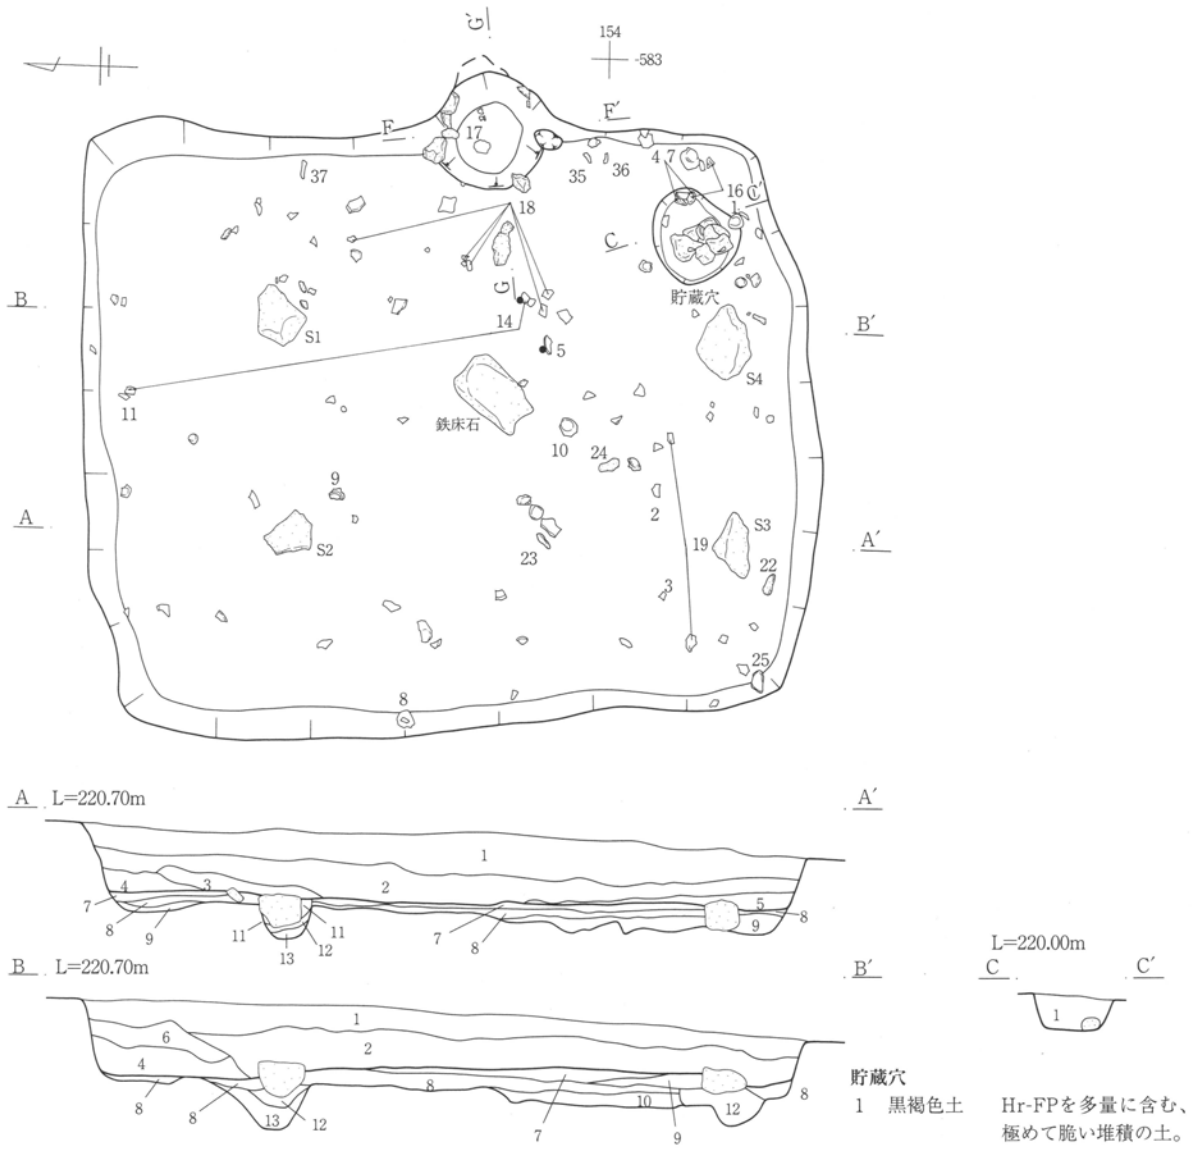 G′
154
-583
F
F′
17
37
35
36
4
7
16
1
C′
18
C
貯蔵穴
B
S1
G
14
5
B′
S4
11
鉄床石
10
24
9
2
A
S2
23
19
S3
A′
22
3
25
8
A L=220.70m A′
1
4
3
2
7
8
9
11
13
12
11
7
8
5
8
9
B L=220.70m B′
1
6
2
4
8
8
13
12
8
7
10
9
12
8
L=220.00m
C C′
1
貯蔵穴
1 黒褐色土 Hr-FPを多量に含む、
極めて脆い堆積の土。